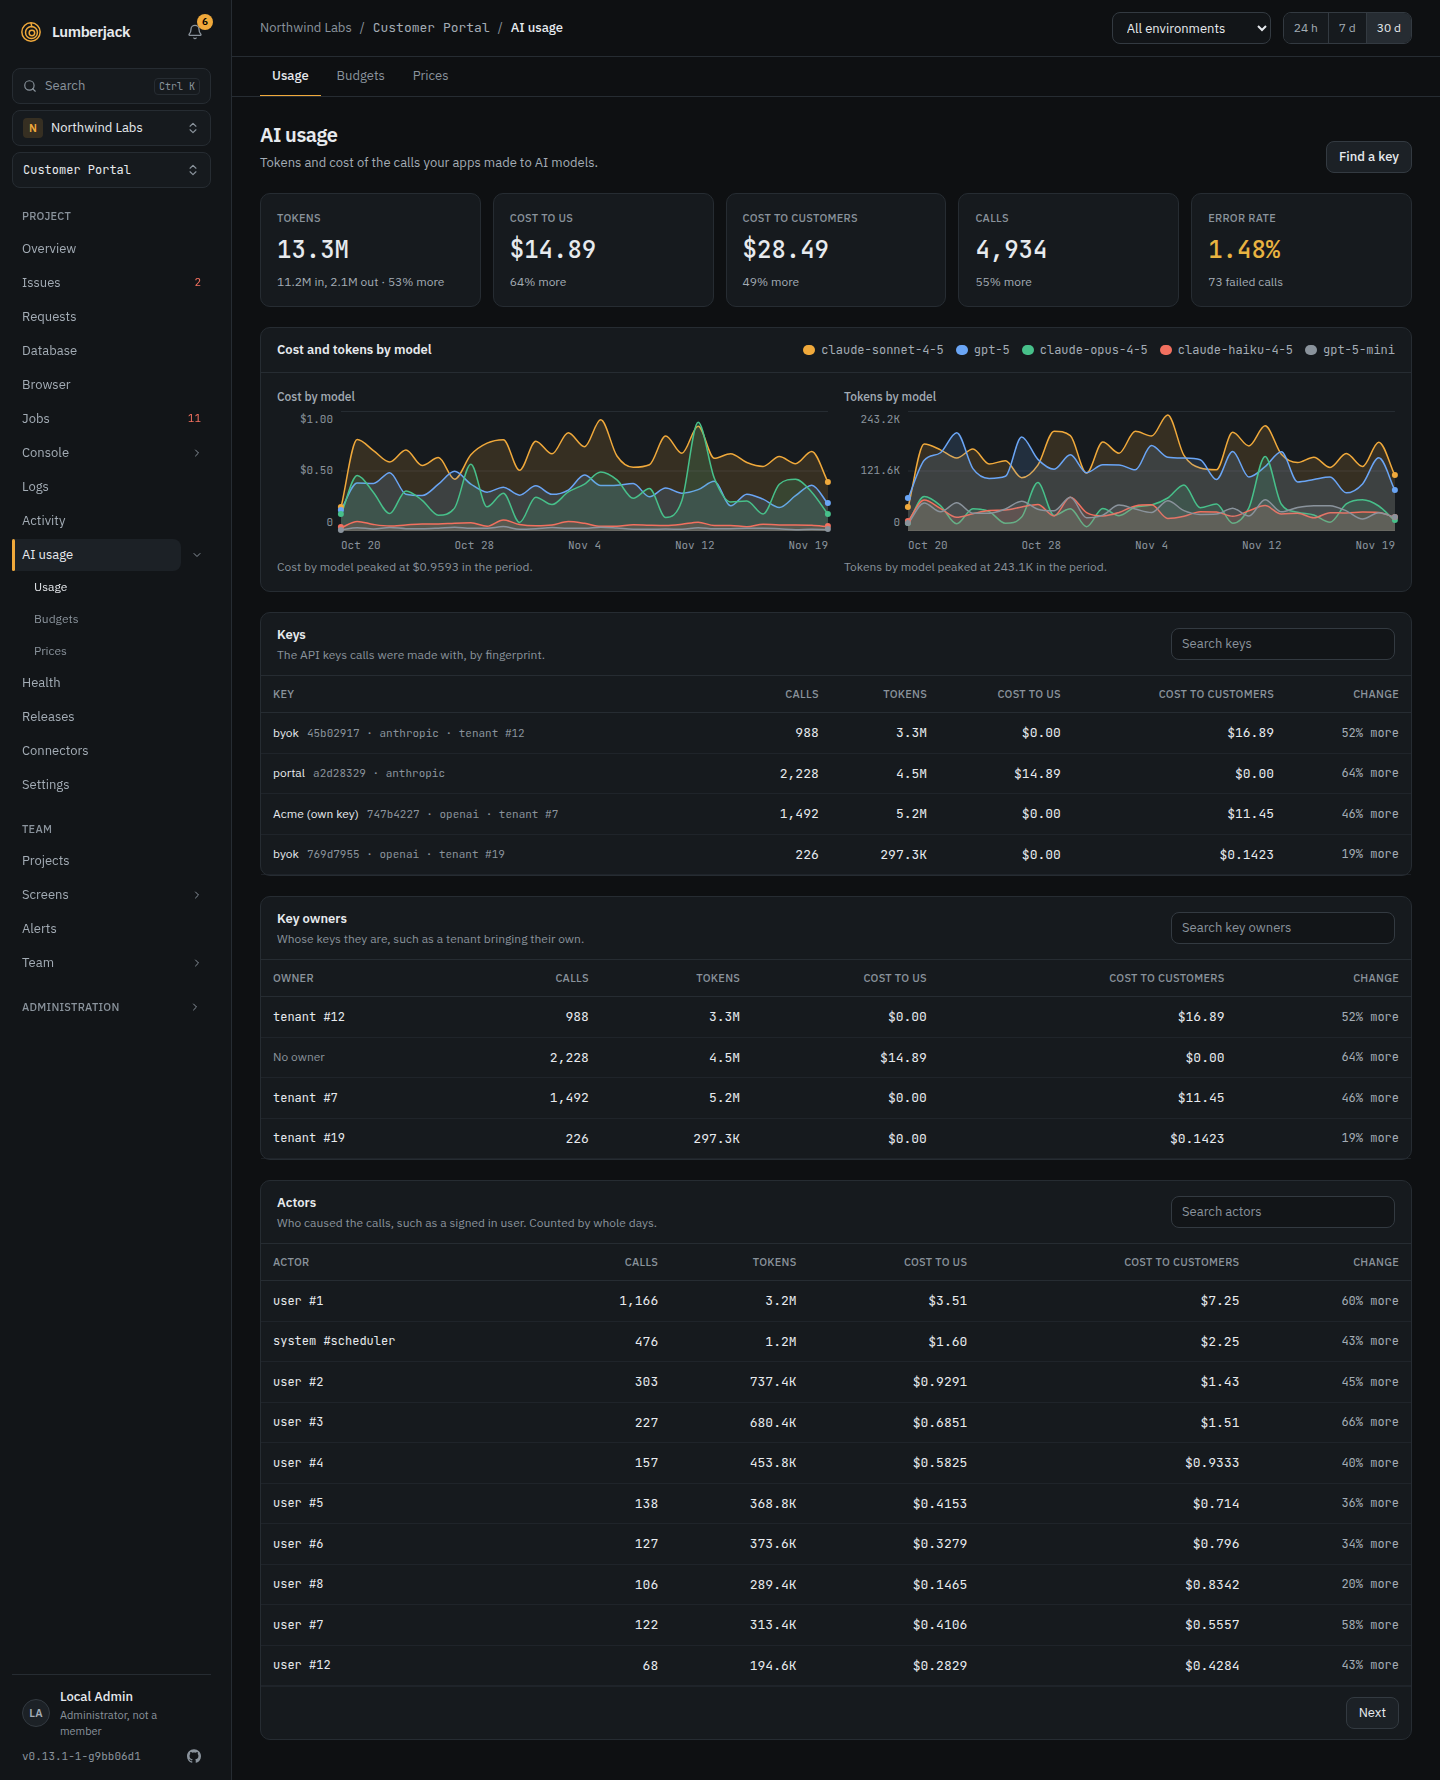 Lumberjack
6
Search Ctrl K
N Northwind Labs
Customer Portal
PROJECT
Overview
Issues 2
Requests
Database
Browser
Jobs 11
Console
Logs
Activity
AI usage
Usage
Budgets
Prices
Health
Releases
Connectors
Settings
TEAM
Projects
Screens
Alerts
Team
ADMINISTRATION
LA
Local Admin
Administrator, not a
member
v0.13.1-1-g9bb06d1
Northwind Labs / Customer Portal / AI usage
All environments 24 h 7 d 30 d
Usage Budgets Prices
AI usage
Tokens and cost of the calls your apps made to AI models.
Find a key
TOKENS
13.3M
11.2M in, 2.1M out · 53% more
COST TO US
$14.89
64% more
COST TO CUSTOMERS
$28.49
49% more
CALLS
4,934
55% more
ERROR RATE
1.48%
73 failed calls
Cost and tokens by model
claude-sonnet-4-5 gpt-5 claude-opus-4-5 claude-haiku-4-5 gpt-5-mini
Cost by model
$1.00
$0.50
0
Oct 20 Oct 28 Nov 4 Nov 12 Nov 19
Cost by model peaked at $0.9593 in the period.
Tokens by model
243.2K
121.6K
0
Oct 20 Oct 28 Nov 4 Nov 12 Nov 19
Tokens by model peaked at 243.1K in the period.
Keys
The API keys calls were made with, by fingerprint.
Search keys
KEY CALLS TOKENS COST TO US COST TO CUSTOMERS CHANGE
byok 45b02917 · anthropic · tenant #12 988 3.3M $0.00 $16.89 52% more
portal a2d28329 · anthropic 2,228 4.5M $14.89 $0.00 64% more
Acme (own key) 747b4227 · openai · tenant #7 1,492 5.2M $0.00 $11.45 46% more
byok 769d7955 · openai · tenant #19 226 297.3K $0.00 $0.1423 19% more
Key owners
Whose keys they are, such as a tenant bringing their own.
Search key owners
OWNER CALLS TOKENS COST TO US COST TO CUSTOMERS CHANGE
tenant #12 988 3.3M $0.00 $16.89 52% more
No owner 2,228 4.5M $14.89 $0.00 64% more
tenant #7 1,492 5.2M $0.00 $11.45 46% more
tenant #19 226 297.3K $0.00 $0.1423 19% more
Actors
Who caused the calls, such as a signed in user. Counted by whole days.
Search actors
ACTOR CALLS TOKENS COST TO US COST TO CUSTOMERS CHANGE
user #1 1,166 3.2M $3.51 $7.25 60% more
system #scheduler 476 1.2M $1.60 $2.25 43% more
user #2 303 737.4K $0.9291 $1.43 45% more
user #3 227 680.4K $0.6851 $1.51 66% more
user #4 157 453.8K $0.5825 $0.9333 40% more
user #5 138 368.8K $0.4153 $0.714 36% more
user #6 127 373.6K $0.3279 $0.796 34% more
user #8 106 289.4K $0.1465 $0.8342 20% more
user #7 122 313.4K $0.4106 $0.5557 58% more
user #12 68 194.6K $0.2829 $0.4284 43% more
Next